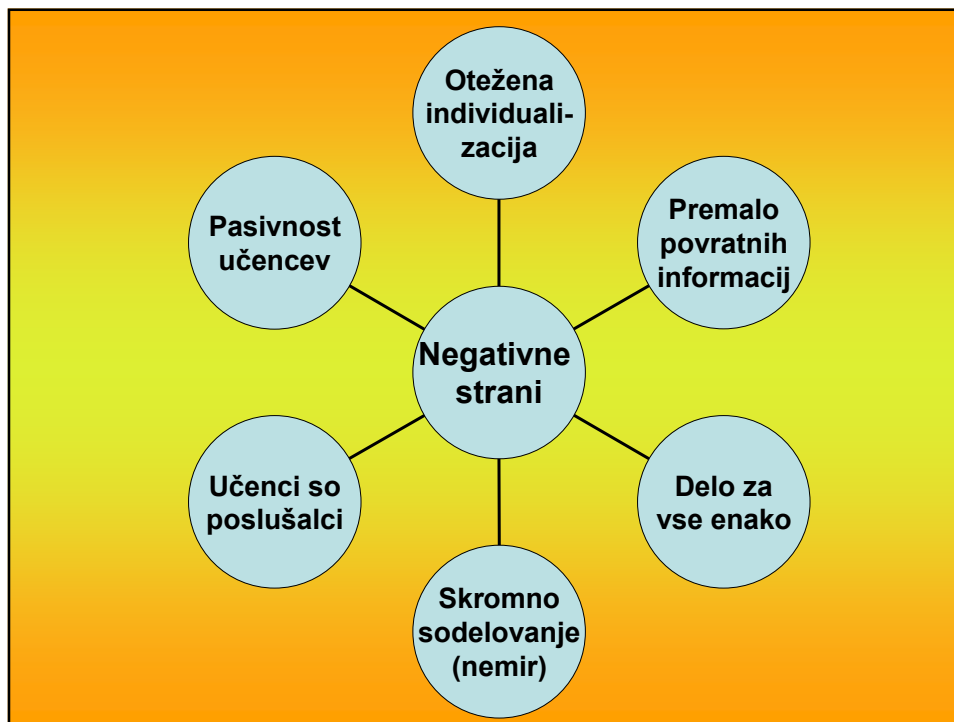 Otežena
individuali-
zacija
Premalo
povratnih
informacij
Pasivnost
učencev
Negativne
strani
Učenci so
poslušalci
Delo za
vse enako
Skromno
sodelovanje
(nemir)